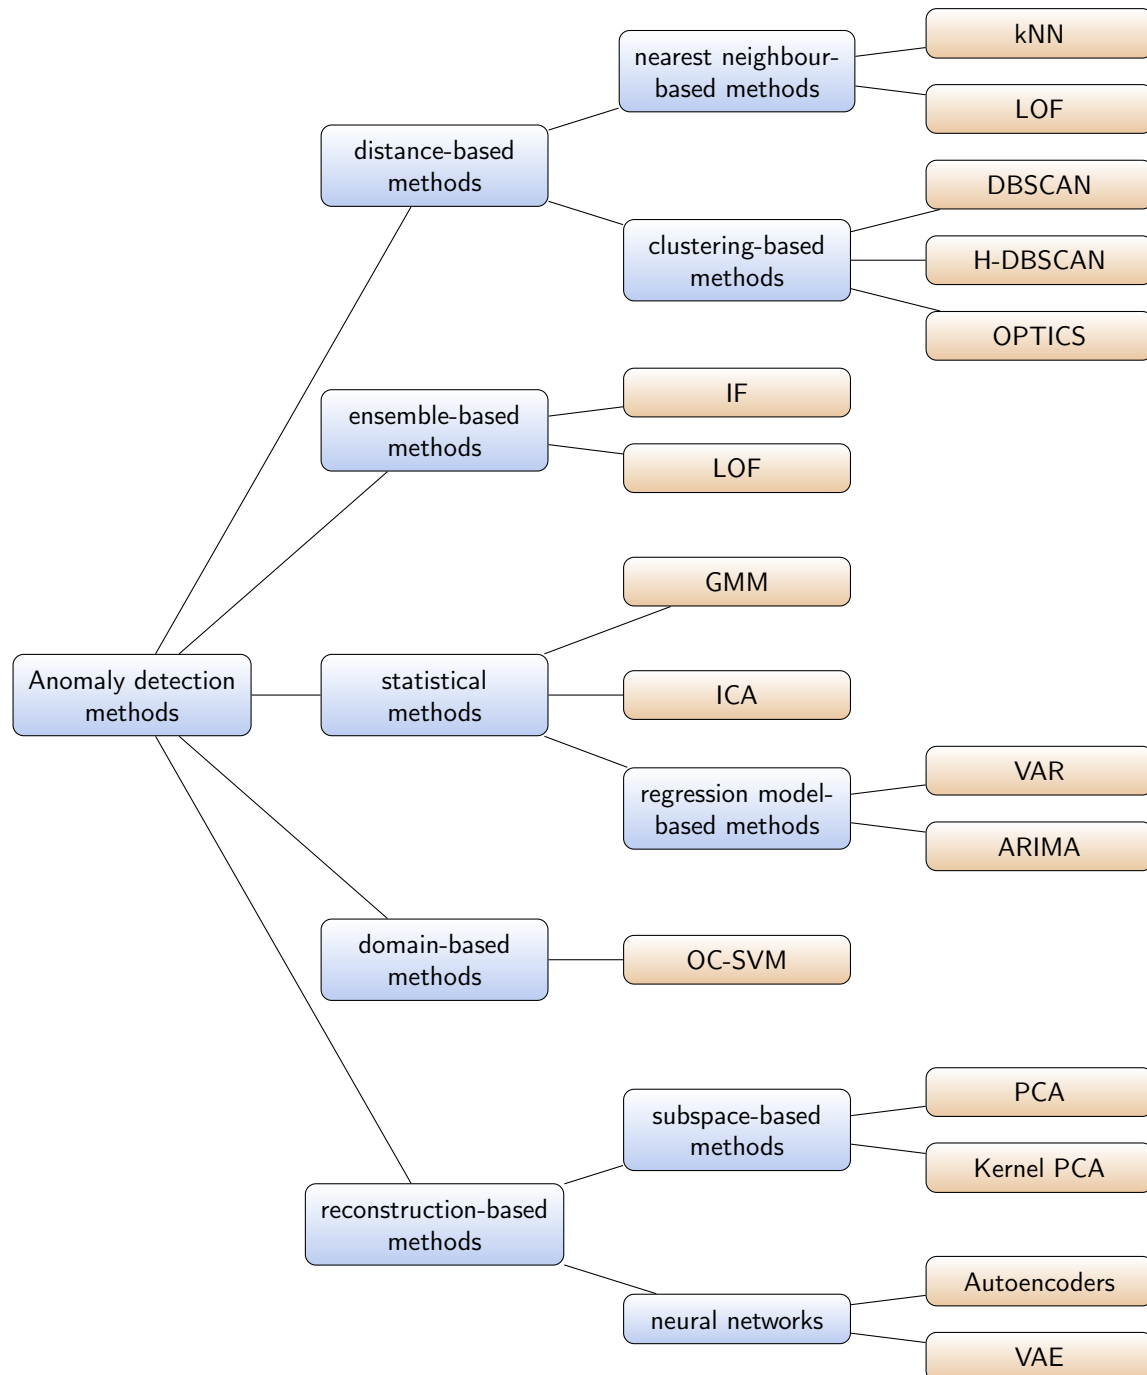 kNN
nearest neighbour-
based methods
LOF
distance-based
methods
DBSCAN
clustering-based
methods
H-DBSCAN
OPTICS
IF
ensemble-based
methods
LOF
GMM
Anomaly detection
methods
statistical
methods
ICA
VAR
regression model-
based methods
ARIMA
domain-based
methods
OC-SVM
PCA
subspace-based
methods
Kernel PCA
reconstruction-based
methods
Autoencoders
neural networks
VAE